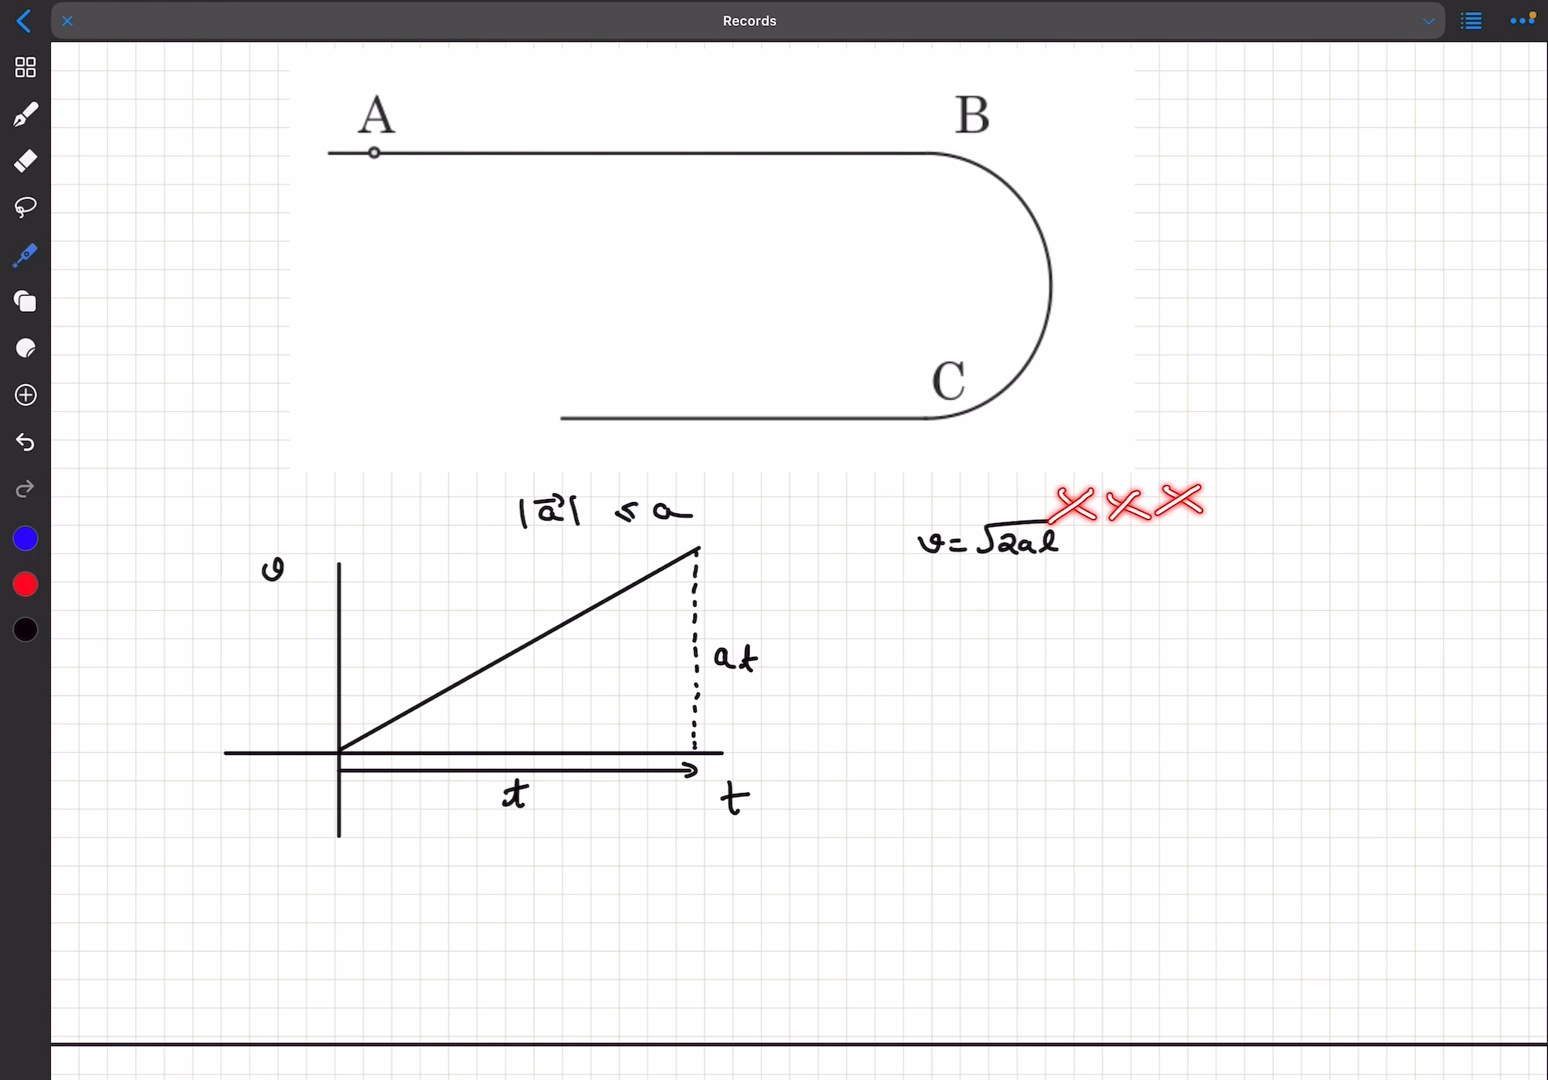 Records
A
B
C
|a⃗| ≤ a
v = √2al
v
at
t
t